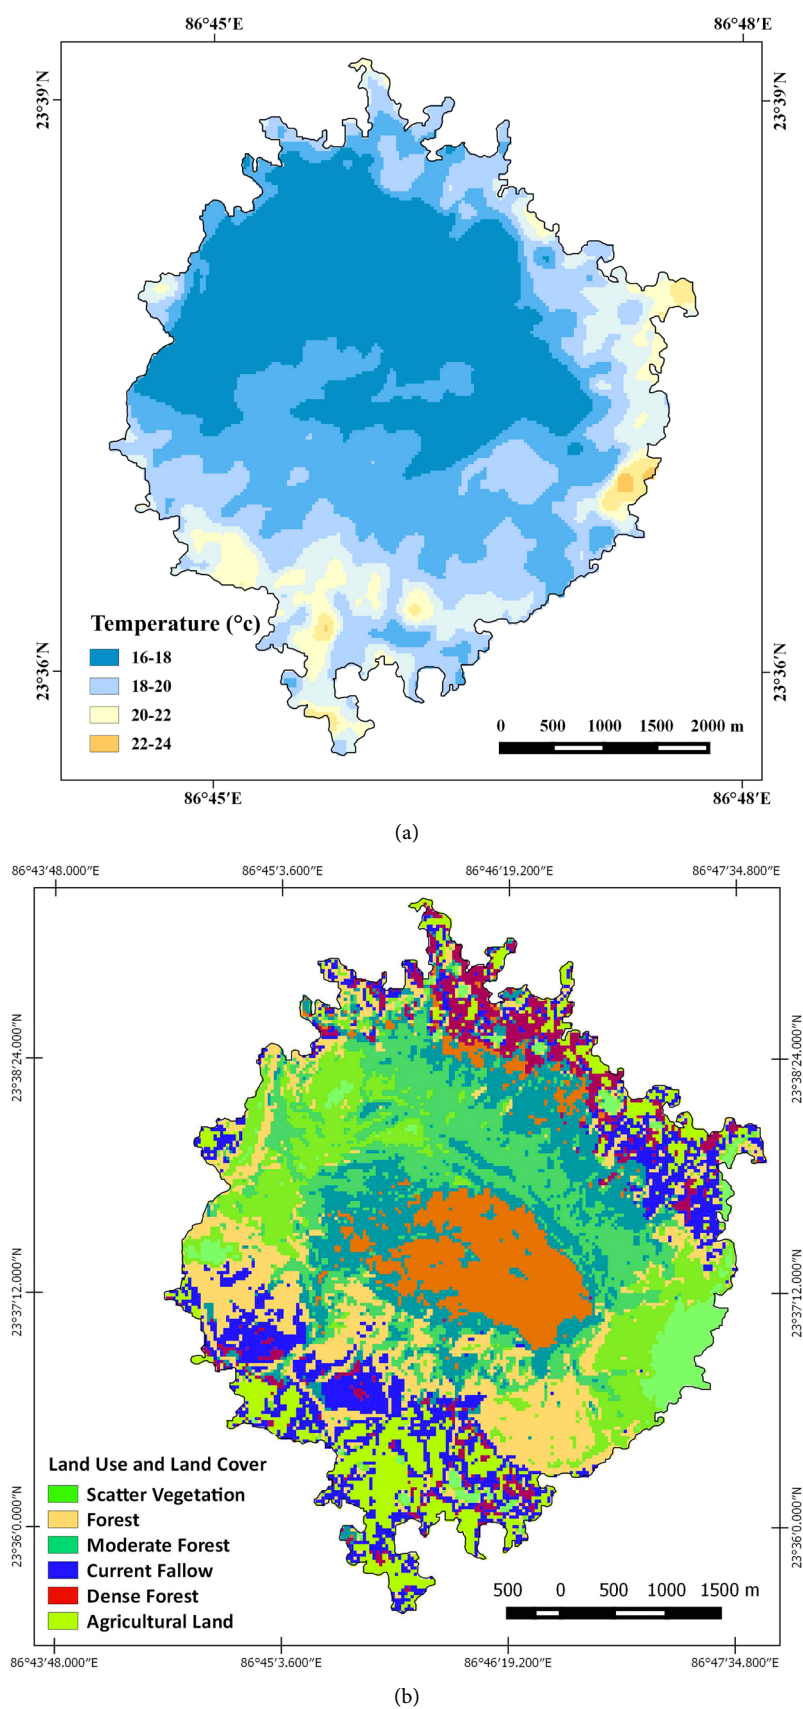 86°45′E 86°48′E
23°39′N 23°39′N
Temperature (°c)
16-18
18-20
20-22
22-24
23°36′N 23°36′N
0 500 1000 1500 2000 m
86°45′E 86°48′E
(a)
86°43′48.000″E 86°45′3.600″E 86°46′19.200″E 86°47′34.800″E
23°38′24.000″N 23°38′24.000″N
23°37′12.000″N 23°37′12.000″N
Land Use and Land Cover
Scatter Vegetation
Forest
Moderate Forest
Current Fallow
Dense Forest
Agricultural Land
23°36′0.000″N 23°36′0.000″N
500 0 500 1000 1500 m
86°43′48.000″E 86°45′3.600″E 86°46′19.200″E 86°47′34.800″E
(b)